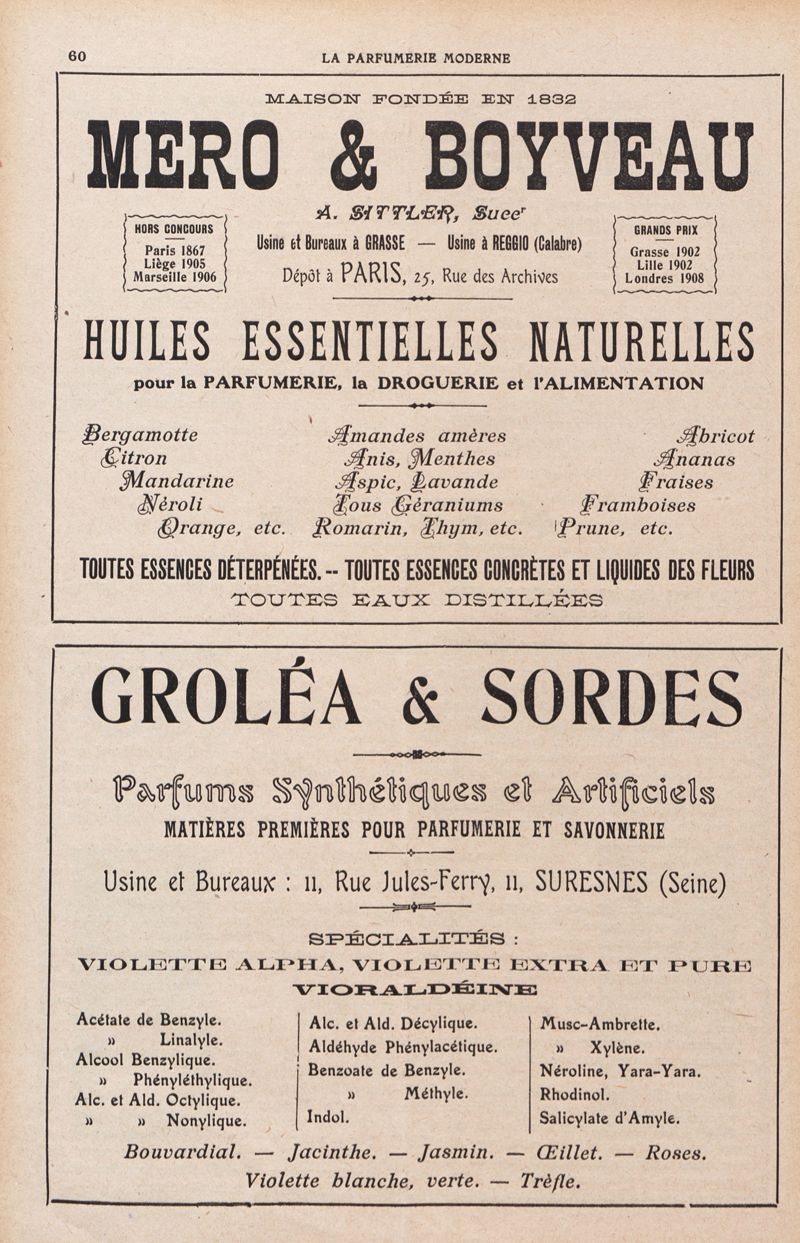 60
LA PARFUMERIE MODERNE
MAISON FONDÉE EN 1832
MERO & BOYVEAU
A. SITTLER, Succr
HORS CONCOURS
Paris 1867
Liège 1905
Marseille 1906
Usine et Bureaux à GRASSE — Usine à REGGIO (Calabre)
Dépôt à PARIS, 25, Rue des Archives
GRANDS PRIX
Grasse 1902
Lille 1902
Londres 1908
HUILES ESSENTIELLES NATURELLES
pour la PARFUMERIE, la DROGUERIE et l'ALIMENTATION
Bergamotte
Citron
Mandarine
Néroli
Orange, etc.
Amandes amères
Anis, Menthes
Aspic, Lavande
Tous Géraniums
Romarin, Thym, etc.
Abricot
Ananas
Fraises
Framboises
Prune, etc.
TOUTES ESSENCES DÉTERPÉNÉES. -- TOUTES ESSENCES CONCRÈTES ET LIQUIDES DES FLEURS
TOUTES EAUX DISTILLÉES
GROLÉA & SORDES
Parfums Synthétiques et Artificiels
MATIÈRES PREMIÈRES POUR PARFUMERIE ET SAVONNERIE
Usine et Bureaux : 11, Rue Jules-Ferry, 11, SURESNES (Seine)
SPÉCIALITÉS :
VIOLETTE ALPHA, VIOLETTE EXTRA ET PURE
VIORALDÉINE
Acétate de Benzyle.
» Linalyle.
Alcool Benzylique.
» Phényléthylique.
Alc. et Ald. Octylique.
» » Nonylique.
Alc. et Ald. Décylique.
Aldéhyde Phénylacétique.
Benzoate de Benzyle.
» Méthyle.
Indol.
Musc-Ambrette.
» Xylène.
Néroline, Yara-Yara.
Rhodinol.
Salicylate d'Amyle.
Bouvardial. — Jacinthe. — Jasmin. — Œillet. — Roses.
Violette blanche, verte. — Trèfle.